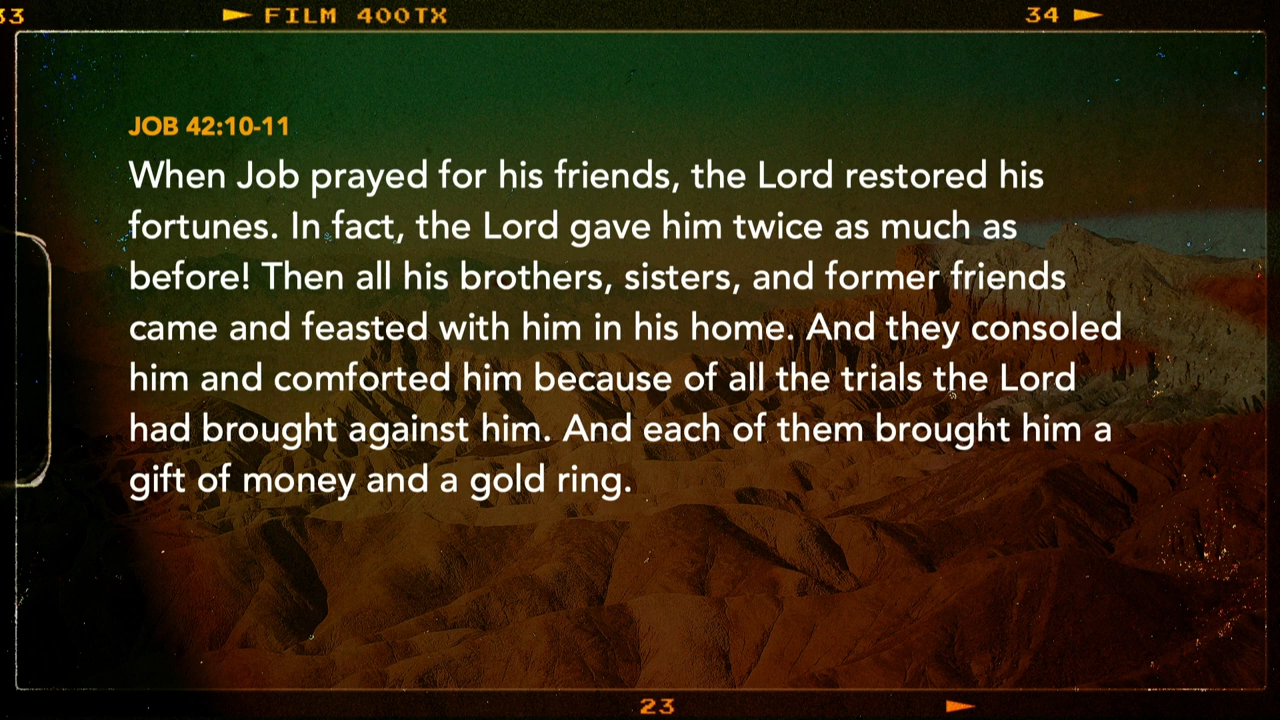 33 ► FILM 400TX 34 ►
JOB 42:10-11
When Job prayed for his friends, the Lord restored his
fortunes. In fact, the Lord gave him twice as much as
before! Then all his brothers, sisters, and former friends
came and feasted with him in his home. And they consoled
him and comforted him because of all the trials the Lord
had brought against him. And each of them brought him a
gift of money and a gold ring.
23 ►